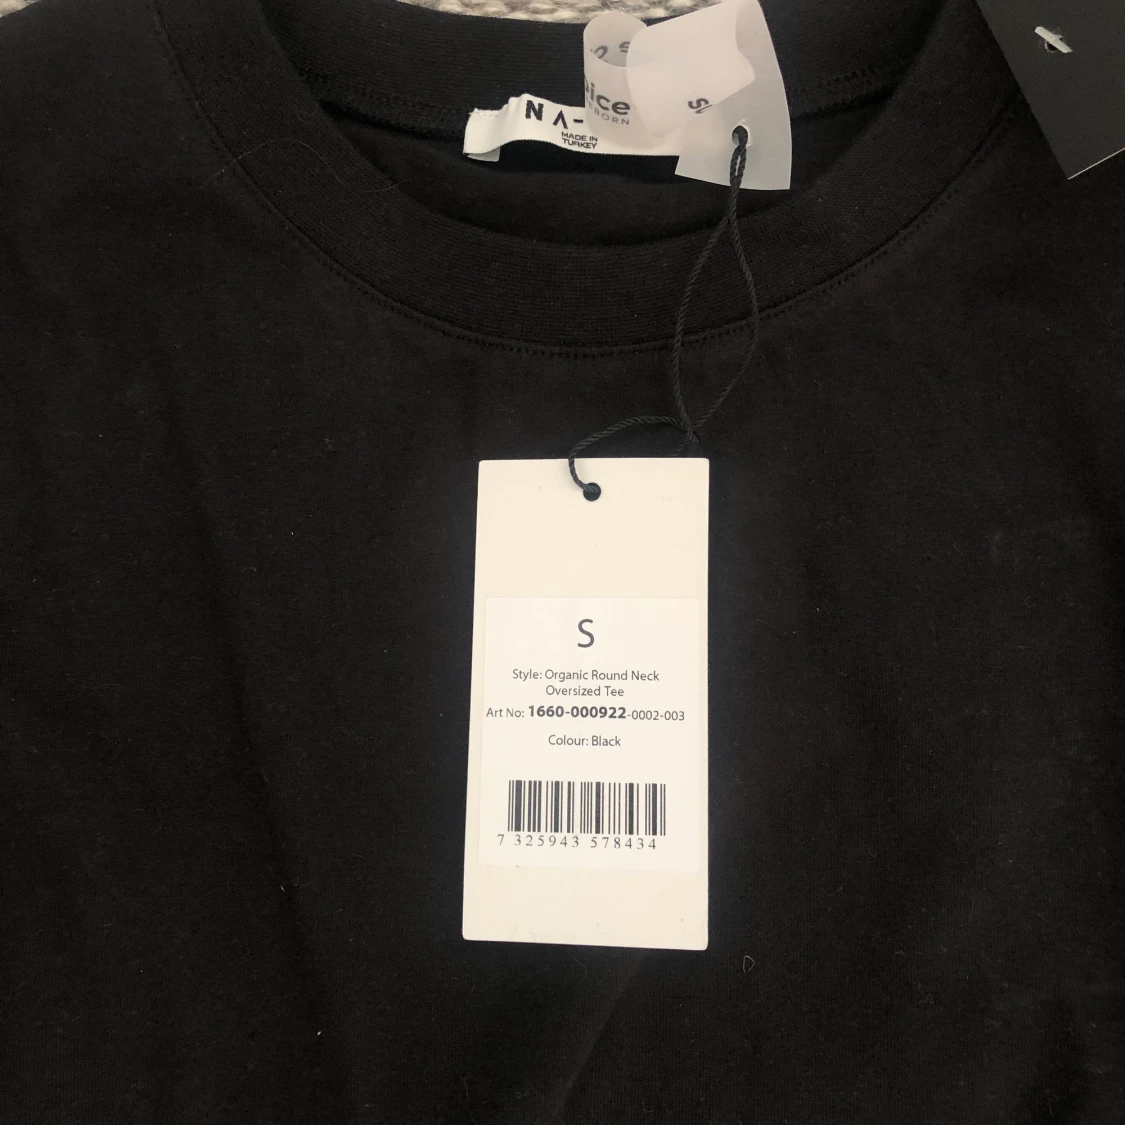 NA-
MADE IN
TURKEY
S
Style: Organic Round Neck
Oversized Tee
Art No: 1660-000922-0002-003
Colour: Black
7 325943 578434